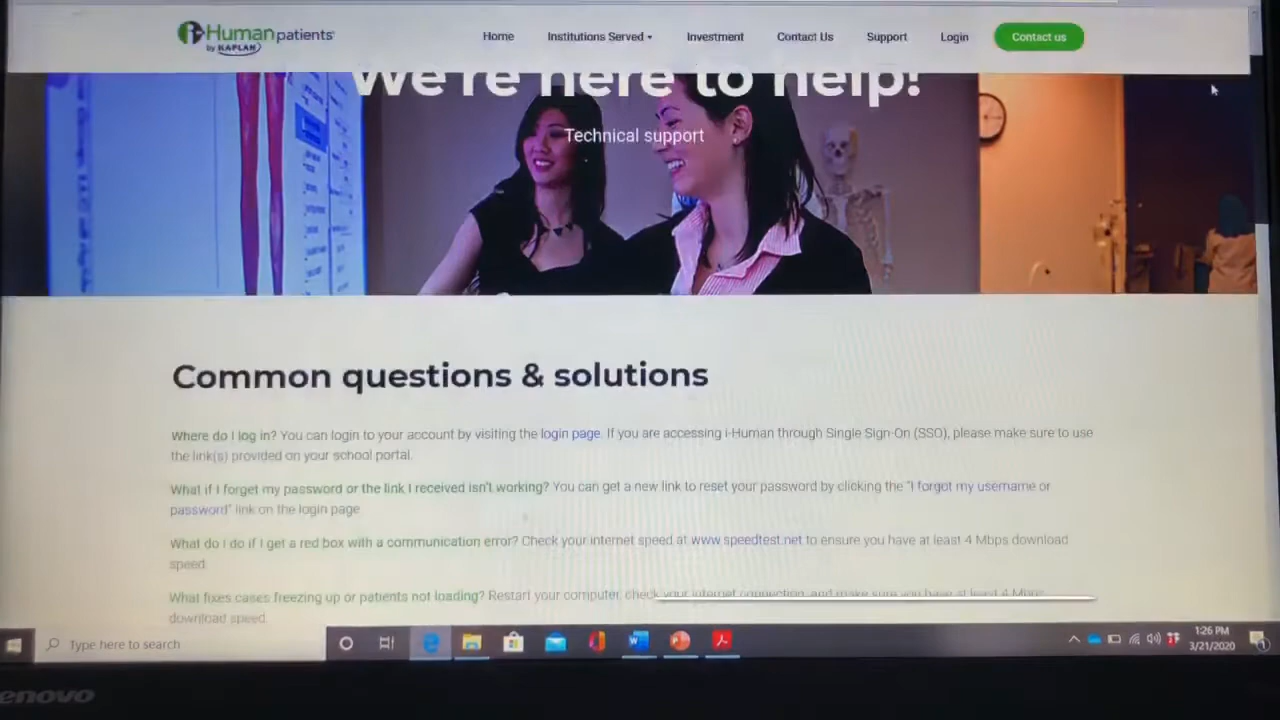 i-Human patients
by KAPLAN
Home
Institutions Served
Investment
Contact Us
Support
Login
Contact us
We're here to help!
Technical support
Common questions & solutions
Where do I log in? You can login to your account by visiting the login page. If you are accessing i-Human through Single Sign-On (SSO), please make sure to use
the link(s) provided on your school portal.
What if I forget my password or the link I received isn't working? You can get a new link to reset your password by clicking the "I forgot my username or
password" link on the login page
What do I do if I get a red box with a communication error? Check your internet speed at www.speedtest.net to ensure you have at least 4 Mbps download
speed.
What fixes cases freezing up or patients not loading? Restart your computer, check your internet connection, and make sure you have at least 4 Mbps
download speed.
Type here to search
1:26 PM
3/21/2020
enovo